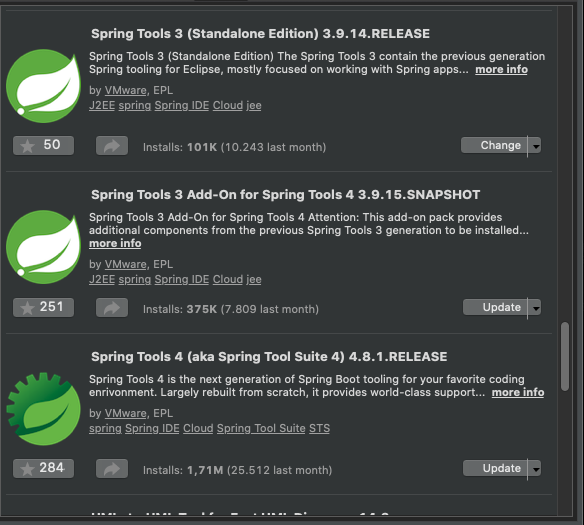 Spring Tools 3 (Standalone Edition) 3.9.14.RELEASE
Spring Tools 3 (Standalone Edition) The Spring Tools 3 contain the previous generation
Spring tooling for Eclipse, mostly focused on working with Spring apps... more info
by VMware, EPL
J2EE spring Spring IDE Cloud jee
50 Installs: 101K (10.243 last month) Change
Spring Tools 3 Add-On for Spring Tools 4 3.9.15.SNAPSHOT
Spring Tools 3 Add-On for Spring Tools 4 Attention: This add-on pack provides
additional components from the previous Spring Tools 3 generation to be installed...
more info
by VMware, EPL
J2EE spring Spring IDE Cloud jee
251 Installs: 375K (7.809 last month) Update
Spring Tools 4 (aka Spring Tool Suite 4) 4.8.1.RELEASE
Spring Tools 4 is the next generation of Spring Boot tooling for your favorite coding
enrivonment. Largely rebuilt from scratch, it provides world-class support... more info
by VMware, EPL
spring Spring IDE Cloud Spring Tool Suite STS
284 Installs: 1,71M (25.512 last month) Update